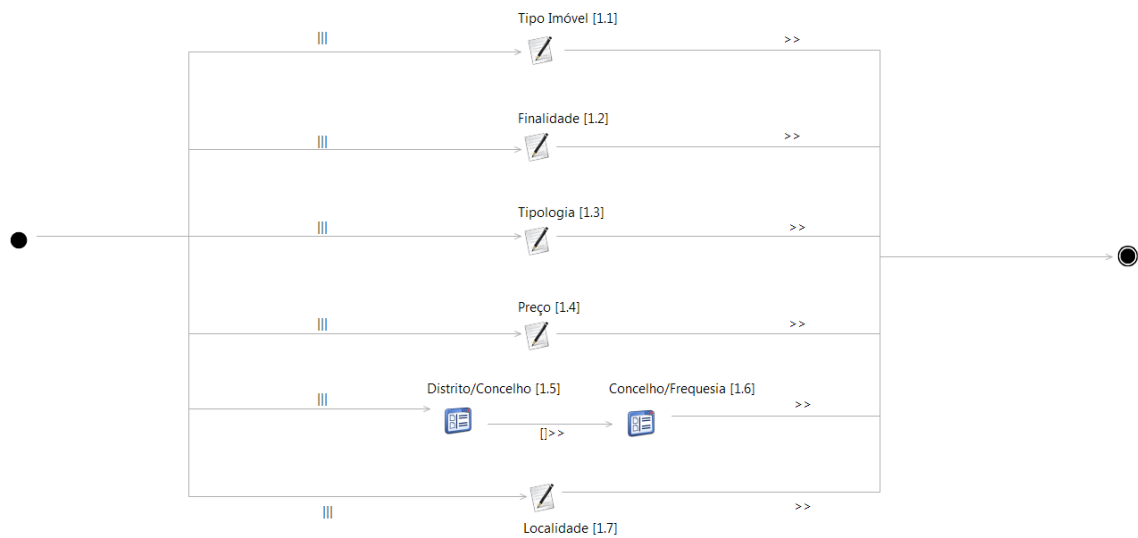 Tipo Imóvel [1.1]
||| >>
Finalidade [1.2]
||| >>
Tipologia [1.3]
||| >>
Preço [1.4]
||| >>
Distrito/Concelho [1.5] Concelho/Frequesia [1.6]
||| []>> >>
||| >>
Localidade [1.7]